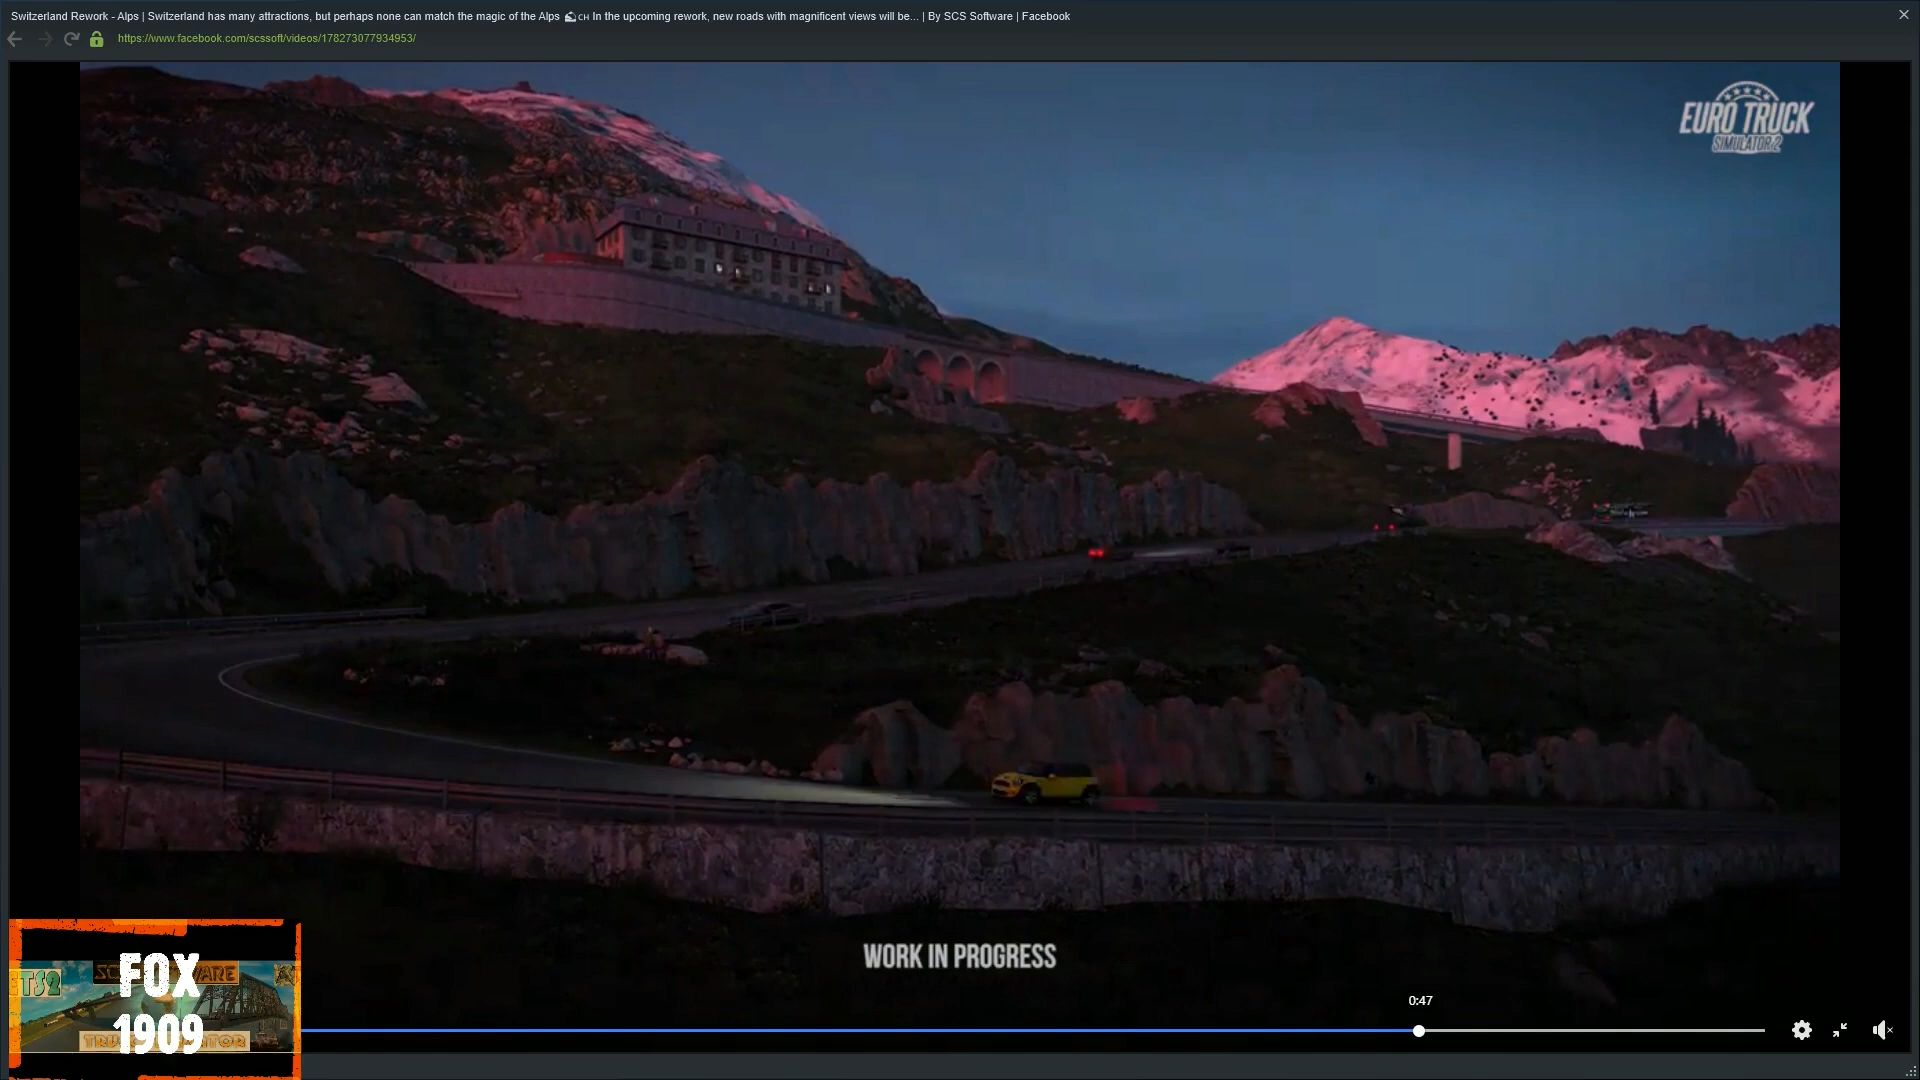 Switzerland Rework - Alps | Switzerland has many attractions, but perhaps none can match the magic of the Alps 🏔🇨🇭 In the upcoming rework, new roads with magnificent views will be... | By SCS Software | Facebook
https://www.facebook.com/scssoft/videos/178273077934953/
EURO TRUCK
SIMULATOR 2
WORK IN PROGRESS
0:47
ETS2
FOX
1909